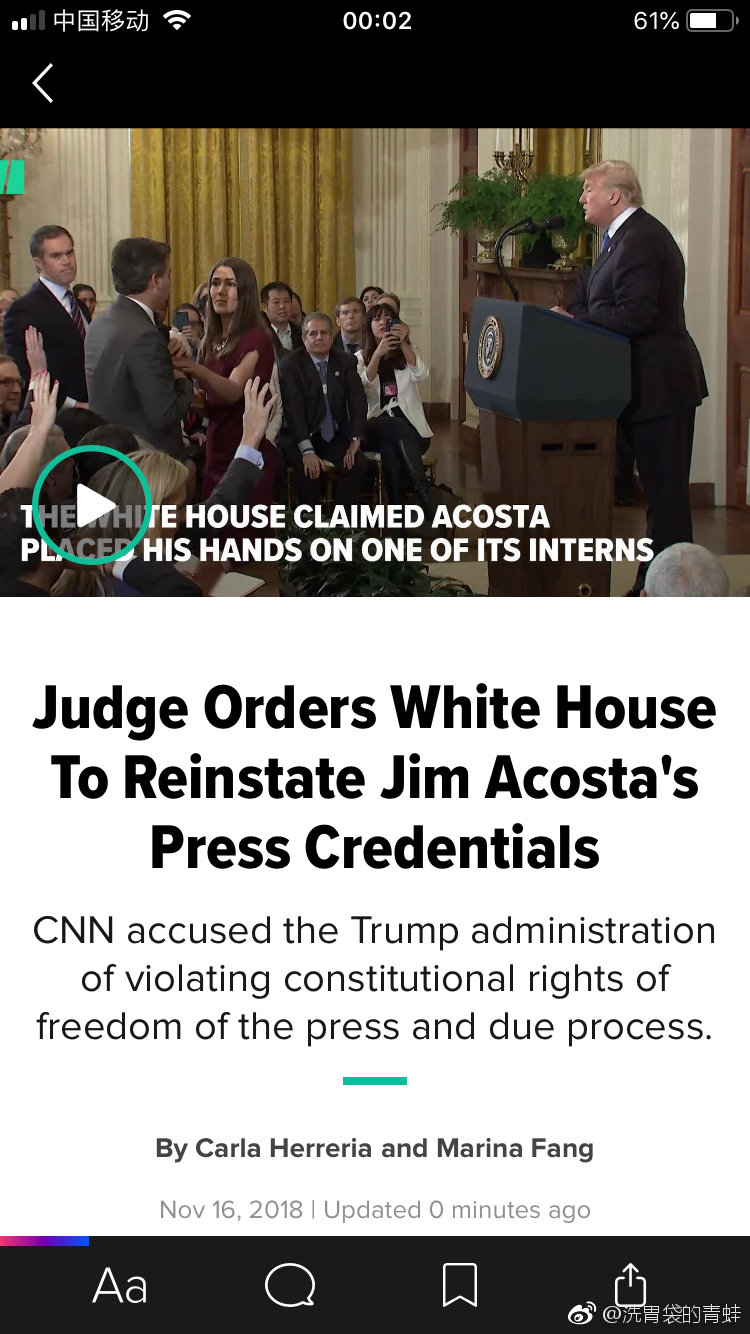 中国移动
00:02
61%
THE WHITE HOUSE CLAIMED ACOSTA
PLACED HIS HANDS ON ONE OF ITS INTERNS
Judge Orders White House
To Reinstate Jim Acosta's
Press Credentials
CNN accused the Trump administration
of violating constitutional rights of
freedom of the press and due process.
By Carla Herreria and Marina Fang
Nov 16, 2018 | Updated 0 minutes ago
Aa
@洗胃袋的青蛙